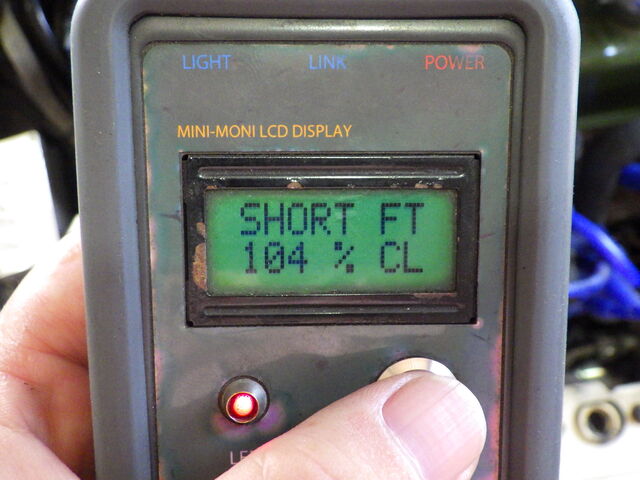 LIGHT LINK POWER
MINI-MONI LCD DISPLAY
SHORT FT
104 % CL